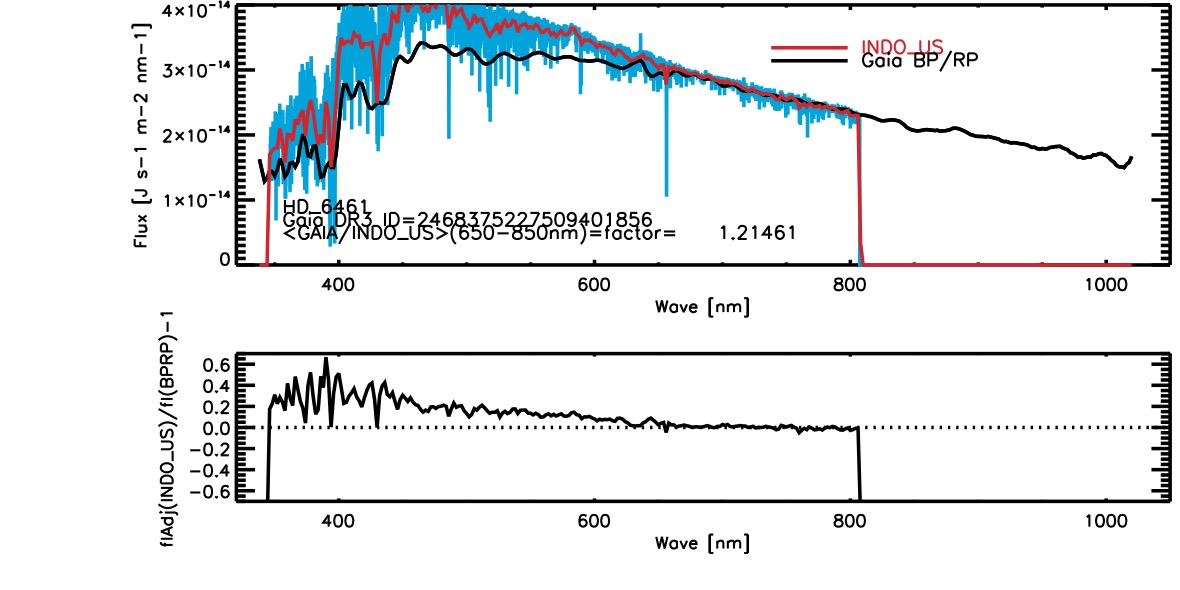 4×10−14
3×10−14
2×10−14
1×10−14
0
Flux [J s−1 m−2 nm−1]
INDO_US
Gaia BP/RP
HD_6461
Gaia DR3 ID=2468375227509401856
<GAIA/INDO_US>(650−850nm)=factor= 1.21461
400 600 800 1000
Wave [nm]
flAdj(INDO_US)/fl(BPRP)−1
0.6
0.4
0.2
0.0
−0.2
−0.4
−0.6
400 600 800 1000
Wave [nm]